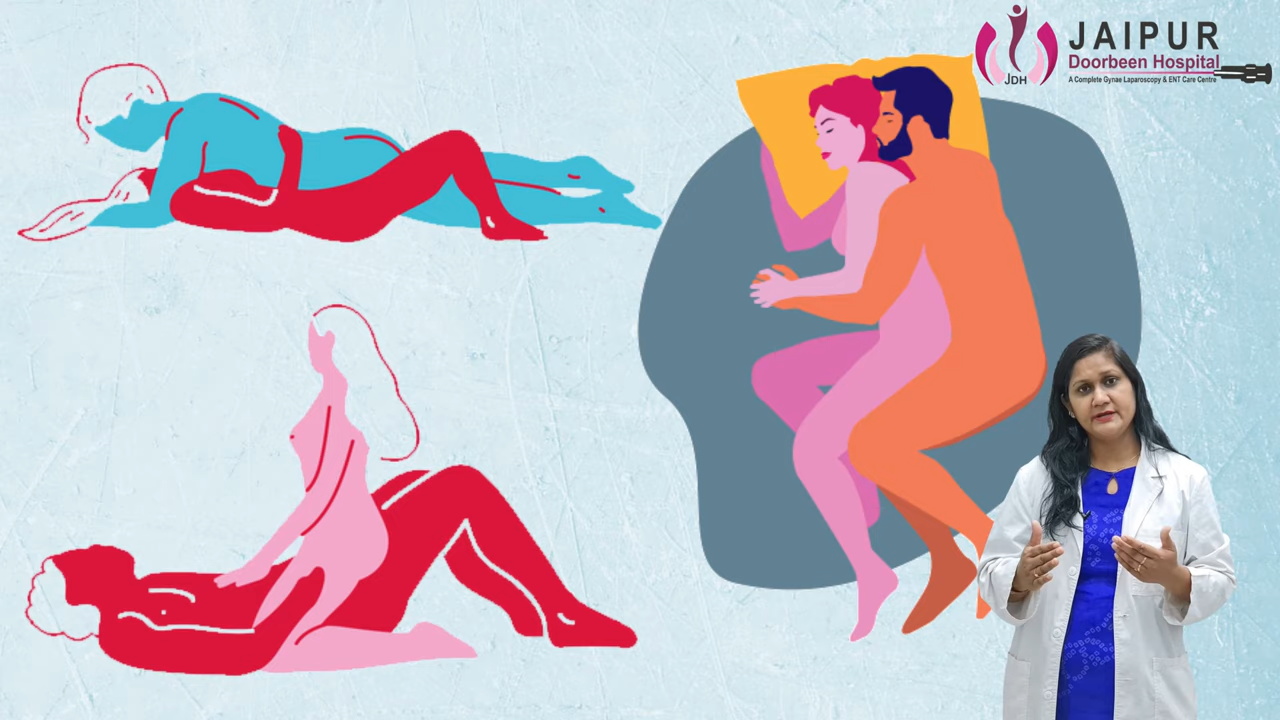 JAIPUR
Doorbeen Hospital
A Complete Gynae Laparoscopy & ENT Care Centre
JDH